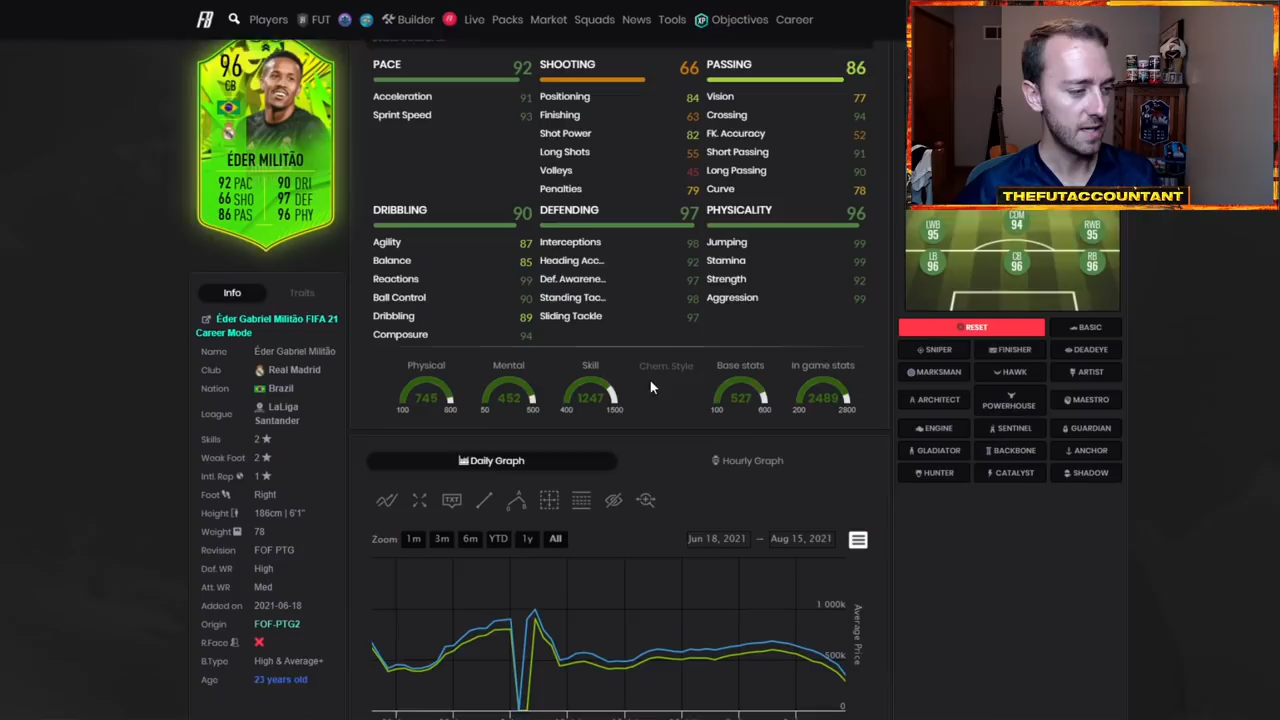 FB Players FUT Builder Live Packs Market Squads News Tools XP Objectives Career
96
CB
ÉDER MILITÃO
92 PAC 90 DRI
66 SHO 97 DEF
86 PAS 96 PHY
PACE 92
Acceleration 91
Sprint Speed 93
SHOOTING 66
Positioning 84
Finishing 63
Shot Power 82
Long Shots 55
Volleys 45
Penalties 79
PASSING 86
Vision 77
Crossing 94
FK. Accuracy 52
Short Passing 91
Long Passing 90
Curve 78
DRIBBLING 90
Agility 87
Balance 85
Reactions 99
Ball Control 90
Dribbling 89
Composure 94
DEFENDING 97
Interceptions 98
Heading Acc... 92
Def. Awarene... 97
Standing Tac... 98
Sliding Tackle 97
PHYSICALITY 96
Jumping 99
Stamina 99
Strength 92
Aggression 99
Physical Mental Skill Chem. Style Base stats In game stats
745 452 1247 527 2489
100 800 50 500 400 1500 100 600 200 2800
Info Traits
Éder Gabriel Militão FIFA 21
Career Mode
Name Éder Gabriel Militão
Club Real Madrid
Nation Brazil
League LaLiga
Santander
Skills 2
Weak Foot 2
Intl. Rep 1
Foot Right
Height 186cm | 6'1"
Weight 78
Revision FOF PTG
Def. WR High
Att. WR Med
Added on 2021-06-18
Origin FOF-PTG2
R.Face
B.Type High & Average+
Age 23 years old
Daily Graph Hourly Graph
TXT
Zoom 1m 3m 6m YTD 1y All Jun 18, 2021 → Aug 15, 2021
1 000k
500k
0
Average Price
THEFUTACCOUNTANT
LWB CDM RWB
95 94 95
LB CB RB
96 96 96
RESET BASIC
SNIPER FINISHER DEADEYE
MARKSMAN HAWK ARTIST
ARCHITECT POWERHOUSE MAESTRO
ENGINE SENTINEL GUARDIAN
GLADIATOR BACKBONE ANCHOR
HUNTER CATALYST SHADOW